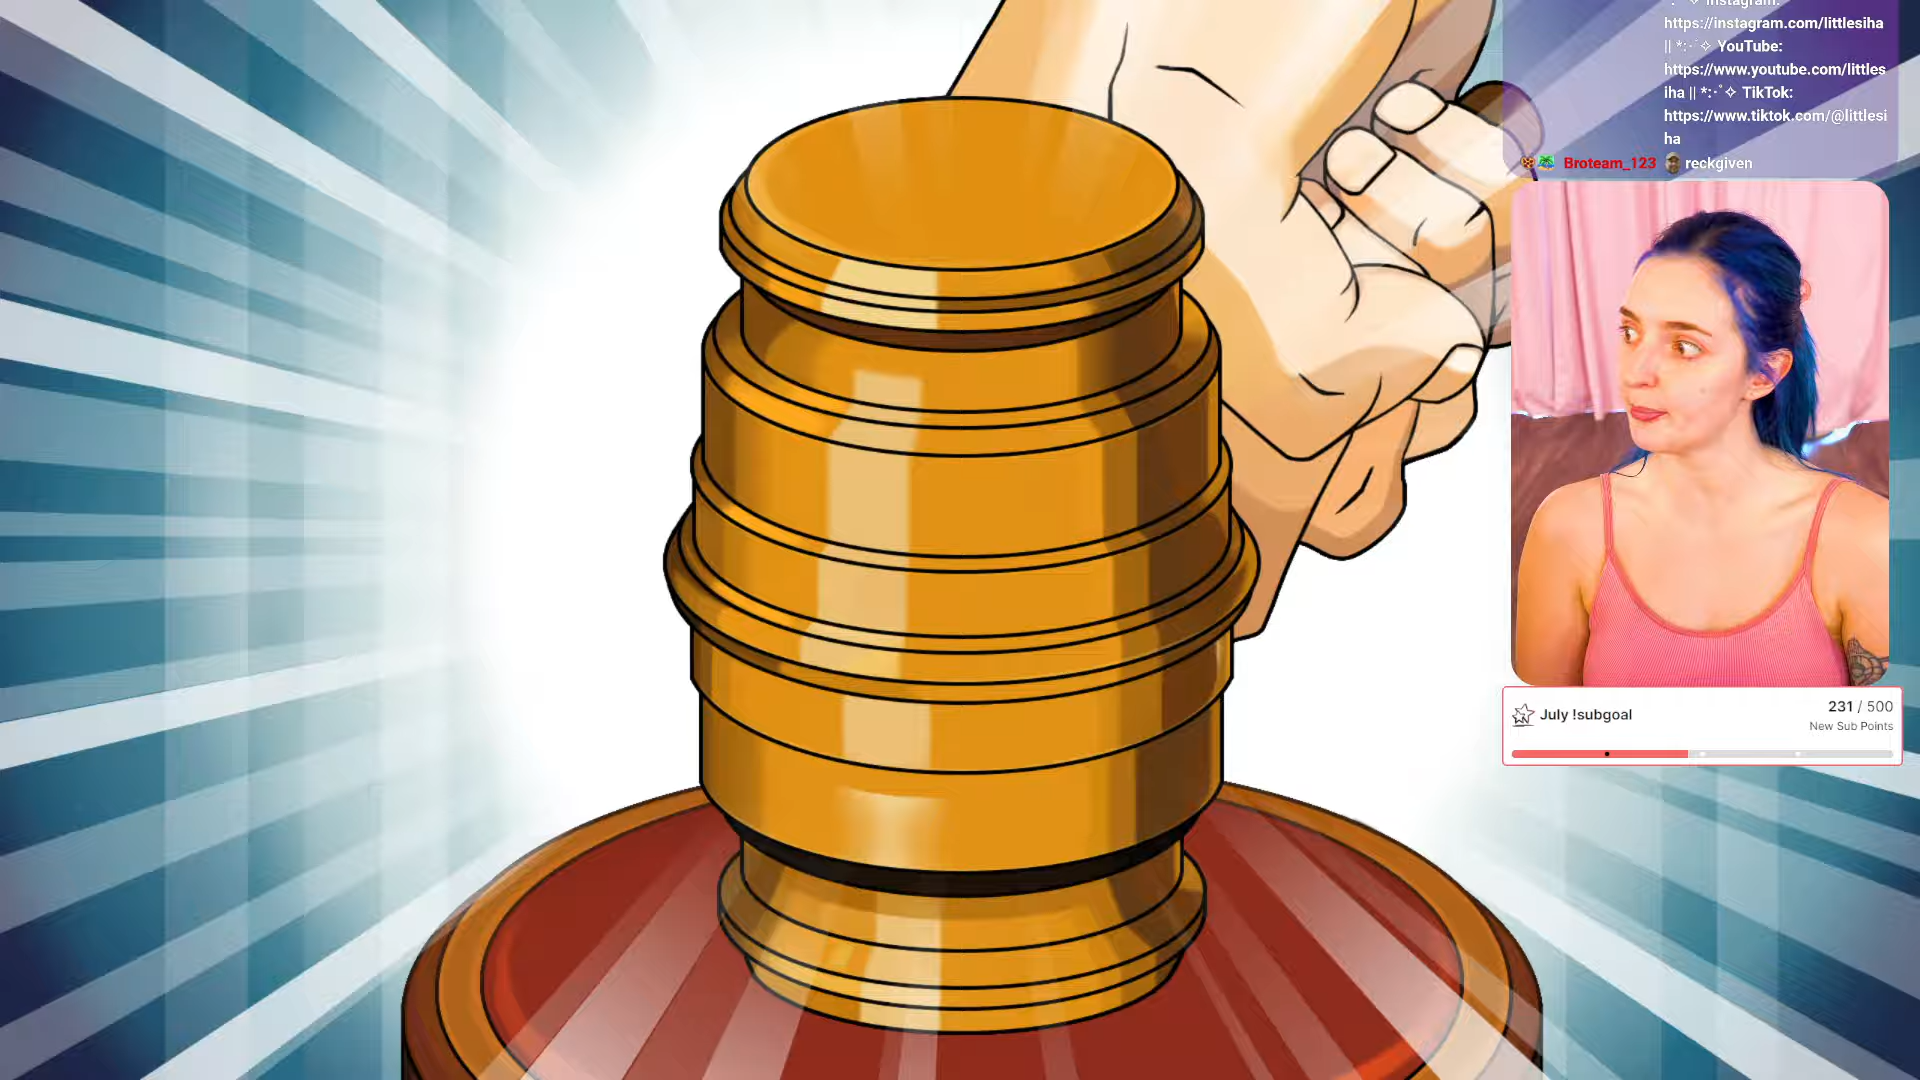 Instagram:
https://instagram.com/littlesiha
|| *:·˚✧ YouTube:
https://www.youtube.com/littles
iha || *:·˚✧ TikTok:
https://www.tiktok.com/@littlesi
ha
Broteam_123 reckgiven
July !subgoal
231 / 500
New Sub Points